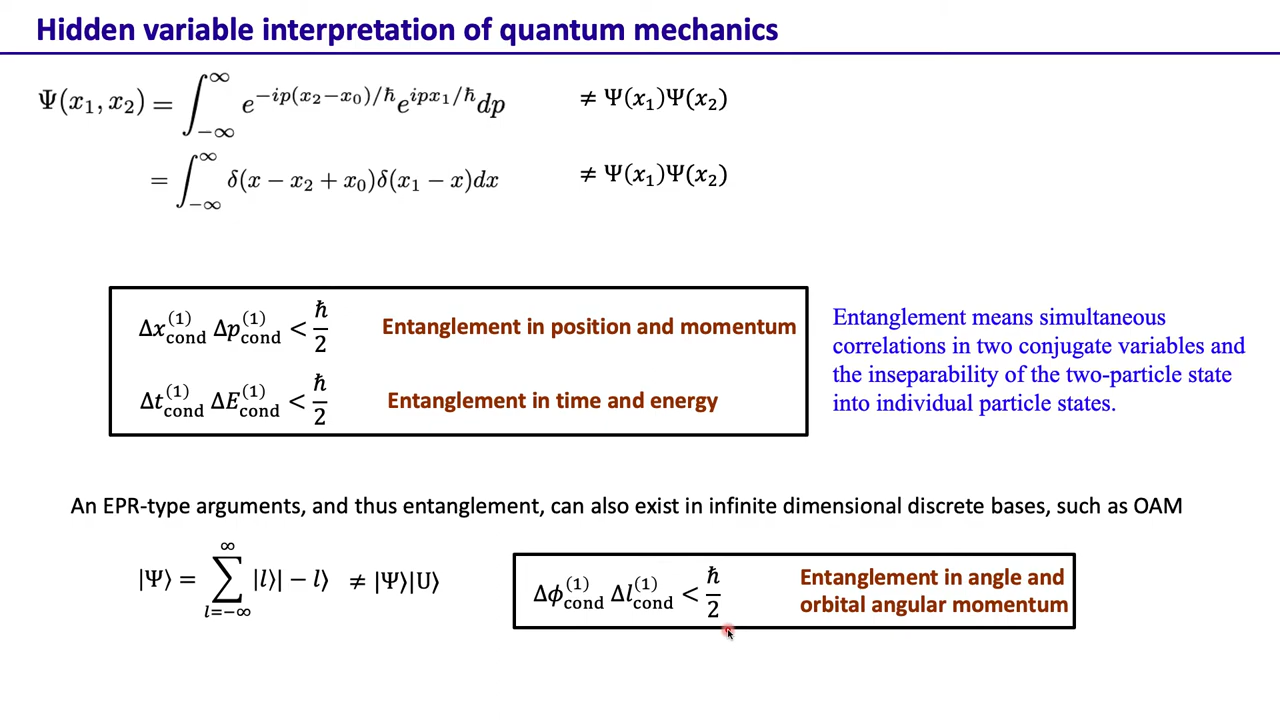 Hidden variable interpretation of quantum mechanics
Ψ(x₁, x₂) = ∫_{-∞}^{∞} e^{-ip(x₂-x₀)/ħ} e^{ipx₁/ħ} dp ≠ Ψ(x₁)Ψ(x₂)
= ∫_{-∞}^{∞} δ(x − x₂ + x₀)δ(x₁ − x)dx ≠ Ψ(x₁)Ψ(x₂)
Δx_cond^(1) Δp_cond^(1) < ħ/2 Entanglement in position and momentum
Δt_cond^(1) ΔE_cond^(1) < ħ/2 Entanglement in time and energy
Entanglement means simultaneous
correlations in two conjugate variables and
the inseparability of the two-particle state
into individual particle states.
An EPR-type arguments, and thus entanglement, can also exist in infinite dimensional discrete bases, such as OAM
|Ψ⟩ = ∑_{l=−∞}^{∞} |l⟩| − l⟩ ≠ |Ψ⟩|U⟩
Δϕ_cond^(1) Δl_cond^(1) < ħ/2
Entanglement in angle and
orbital angular momentum